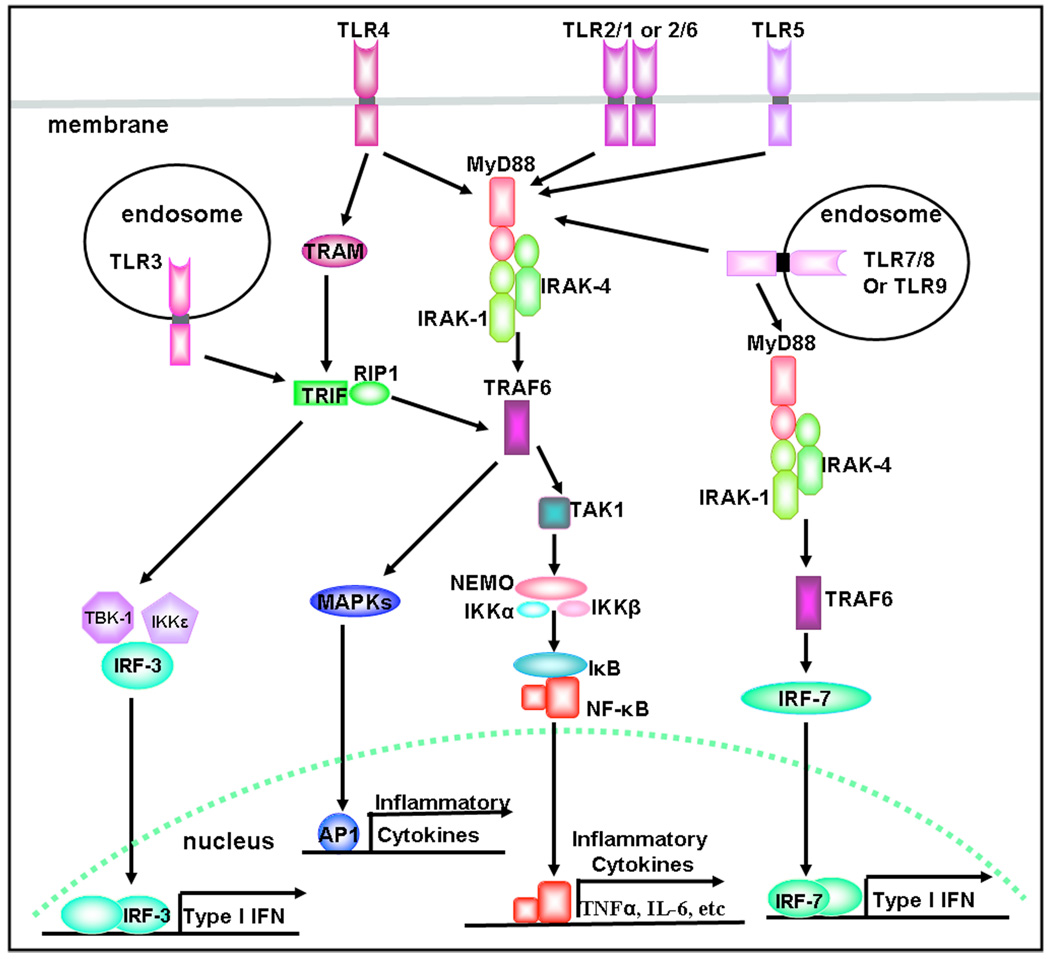 TLR4
TLR2/1 or 2/6
TLR5
membrane
MyD88
endosome
TLR3
TRAM
endosome
TLR7/8
Or TLR9
IRAK-4
IRAK-1
MyD88
RIP1
TRIF
TRAF6
IRAK-4
IRAK-1
TAK1
NEMO
IKKα
IKKβ
MAPKs
TRAF6
TBK-1
IKKε
IRF-3
IκB
NF-κB
IRF-7
nucleus
AP1
Inflammatory
Cytokines
Inflammatory
Cytokines
TNFα, IL-6, etc
IRF-3
Type I IFN
IRF-7
Type I IFN